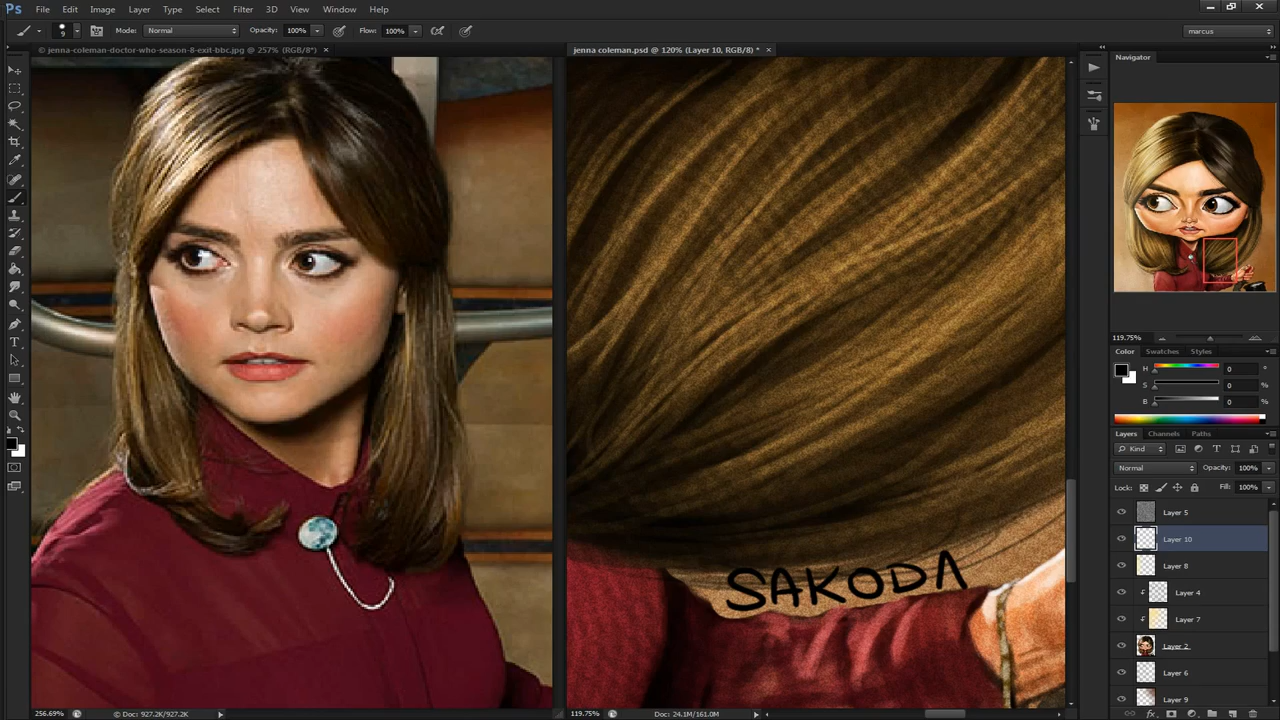 Ps File Edit Image Layer Type Select Filter 3D View Window Help
9 Mode: Normal Opacity: 100% Flow: 100% marcus
© jenna-coleman-doctor-who-season-8-exit-bbc.jpg @ 257% (RGB/8*) ×
jenna coleman.psd @ 120% (Layer 10, RGB/8) * ×
Navigator
119.75%
Color Swatches Styles
H 0 °
S 0 %
B 0 %
Layers Channels Paths
Kind
Normal Opacity: 100%
Lock: Fill: 100%
Layer 5
Layer 10
Layer 8
Layer 4
Layer 7
Layer 2
Layer 6
Layer 9
SAKODA
256.69% © Doc: 927.2K/927.2K
119.75% Doc: 24.1M/161.0M